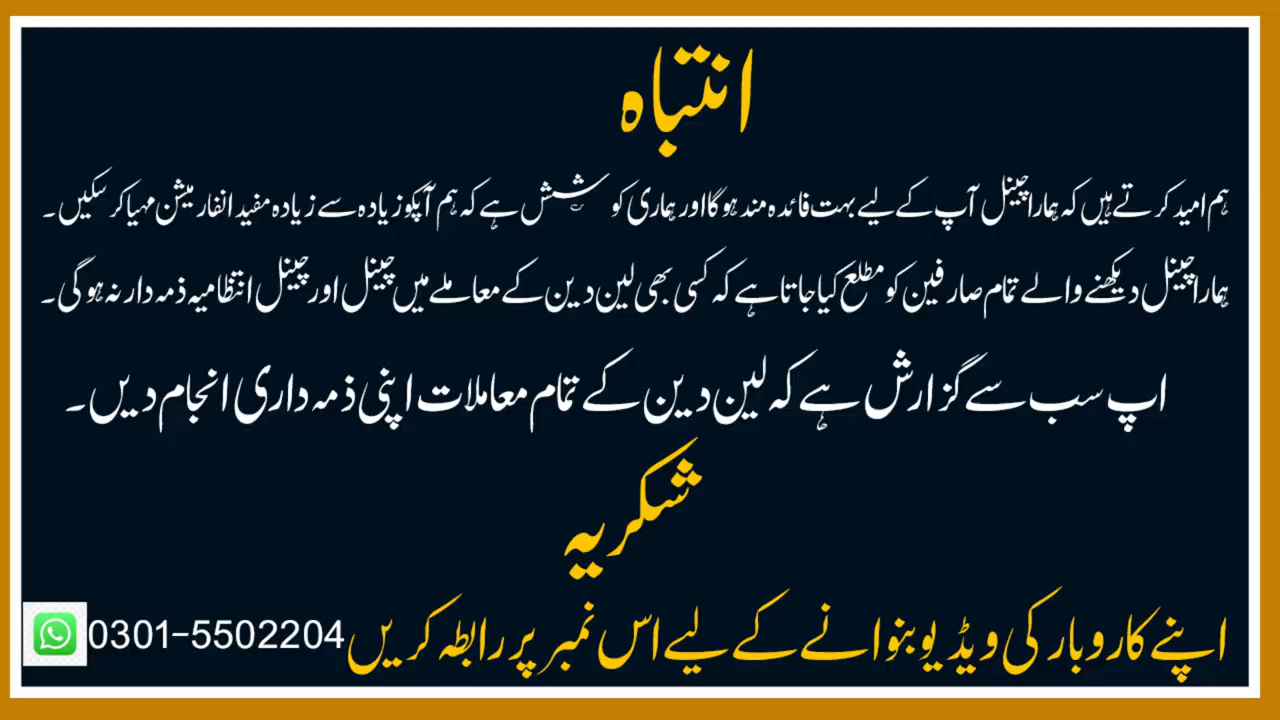 انتباہ
ہم امید کرتے ہیں کہ ہمارا چینل آپ کے لیے بہت فائدہ مند ہوگا اور ہماری کو شش ہے کہ ہم آپکو زیادہ سے زیادہ مفید انفارمیشن مہیا کر سکیں۔
ہمارا چینل دیکھنے والے تمام صارفین کو مطلع کیا جاتا ہے کہ کسی بھی لین دین کے معاملے میں چینل اور چینل انتظامیہ ذمہ دار نہ ہوگی۔
اپ سب سے گزارش ہے کہ لین دین کے تمام معاملات اپنی ذمہ داری انجام دیں۔
شکریہ
اپنے کاروبار کی ویڈیو بنوانے کے لیے اس نمبر پر رابطہ کریں 0301-5502204